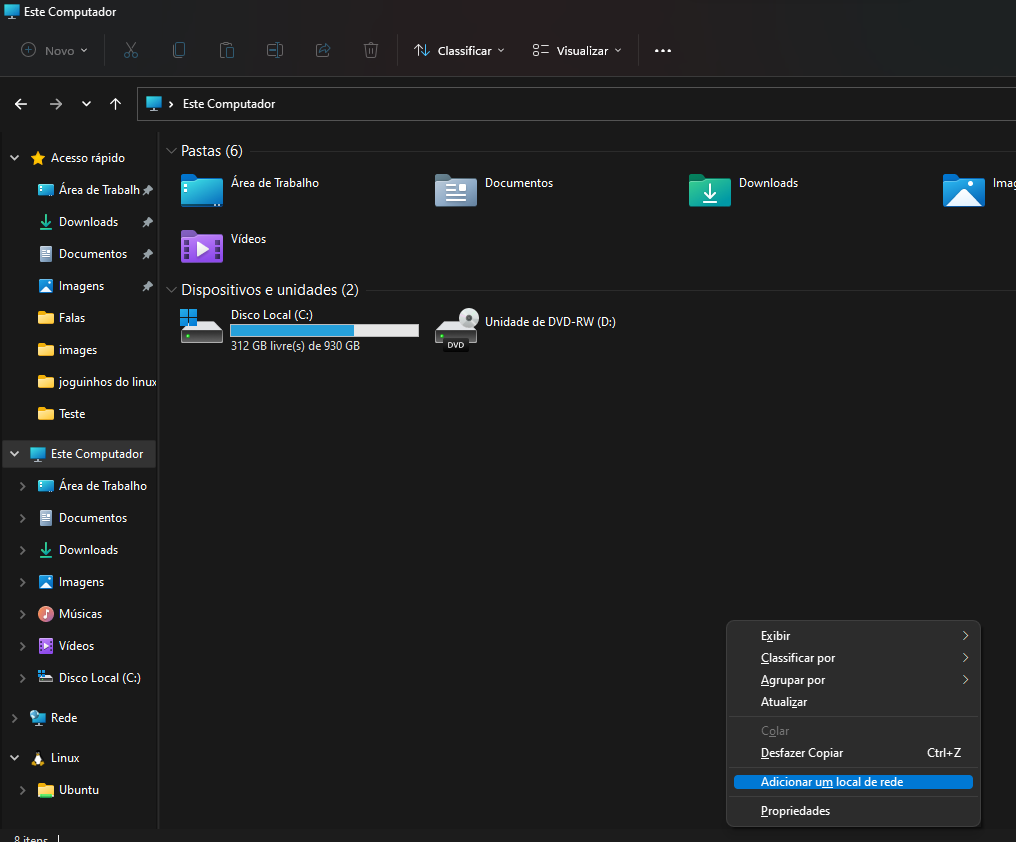 Este Computador
Novo
Classificar
Visualizar
Este Computador
Acesso rápido
Área de Trabalh
Downloads
Documentos
Imagens
Falas
images
joguinhos do linux
Teste
Este Computador
Área de Trabalho
Documentos
Downloads
Imagens
Músicas
Vídeos
Disco Local (C:)
Rede
Linux
Ubuntu
Pastas (6)
Área de Trabalho
Documentos
Downloads
Imag
Vídeos
Dispositivos e unidades (2)
Disco Local (C:)
312 GB livre(s) de 930 GB
DVD
Unidade de DVD-RW (D:)
Exibir
Classificar por
Agrupar por
Atualizar
Colar
Desfazer Copiar Ctrl+Z
Adicionar um local de rede
Propriedades
8 itens